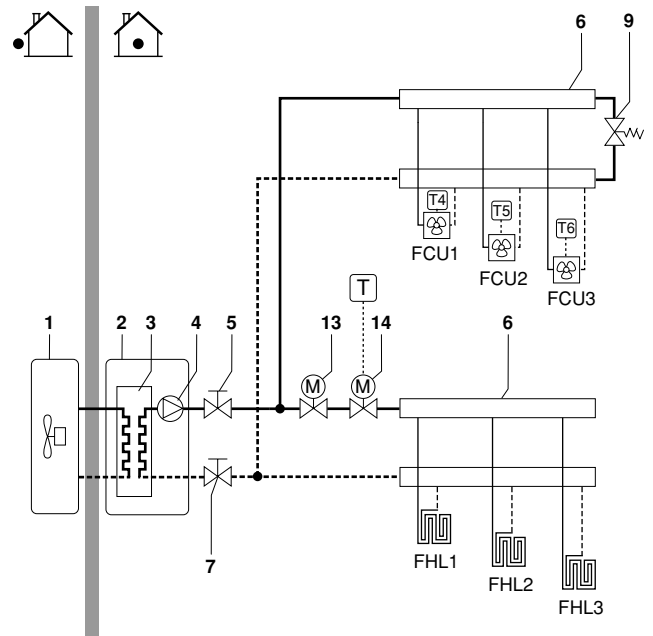 6 9
T4
T5
T6
FCU1
FCU2
FCU3
T
1 2 3 4 5 13 14 6
M M
7
FHL1
FHL2
FHL3